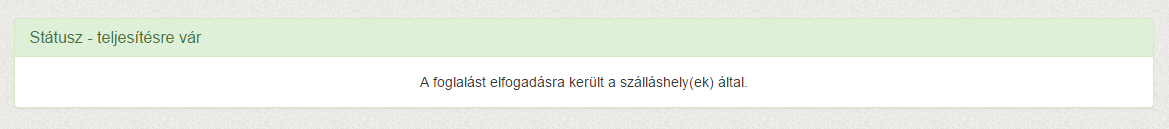 Státusz - teljesítésre vár
A foglalást elfogadásra került a szálláshely(ek) által.